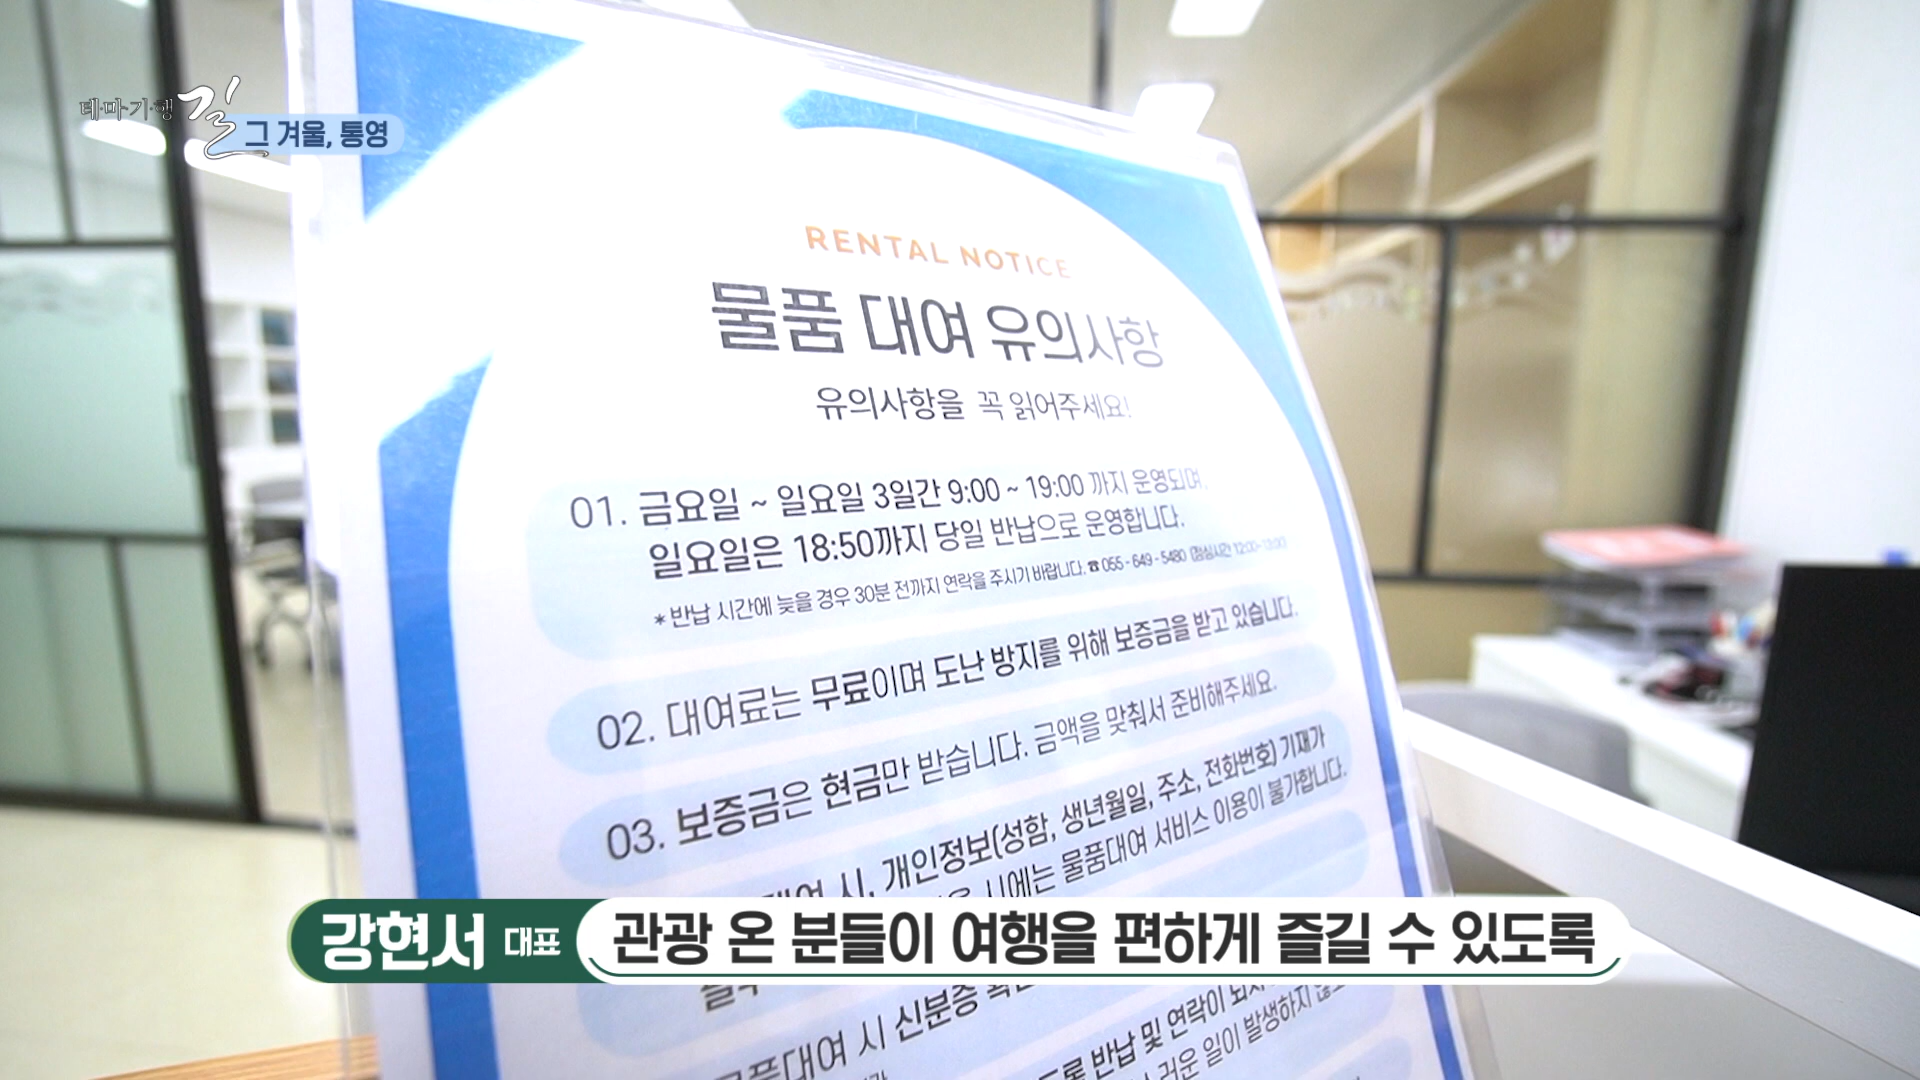 테·마·기·행 길
그 겨울, 통영
RENTAL NOTICE
물품 대여 유의사항
유의사항을 꼭 읽어주세요!
01. 금요일 ~ 일요일 3일간 9:00 ~ 19:00 까지 운영되며,
일요일은 18:50까지 당일 반납으로 운영합니다.
* 반납 시간에 늦을 경우 30분 전까지 연락을 주시기 바랍니다. ☎ 055 - 649 - 5480 (점심시간 12:00~13:00)
02. 대여료는 무료이며 도난 방지를 위해 보증금을 받고 있습니다.
03. 보증금은 현금만 받습니다. 금액을 맞춰서 준비해주세요.
시, 개인정보(성함, 생년월일, 주소, 전화번호) 기재가
시에는 물품대여 서비스 이용이 불가합니다.
강현서 대표 관광 온 분들이 여행을 편하게 즐길 수 있도록
물품대여 시 신분증
반납 및 연락이
일이 발생하지